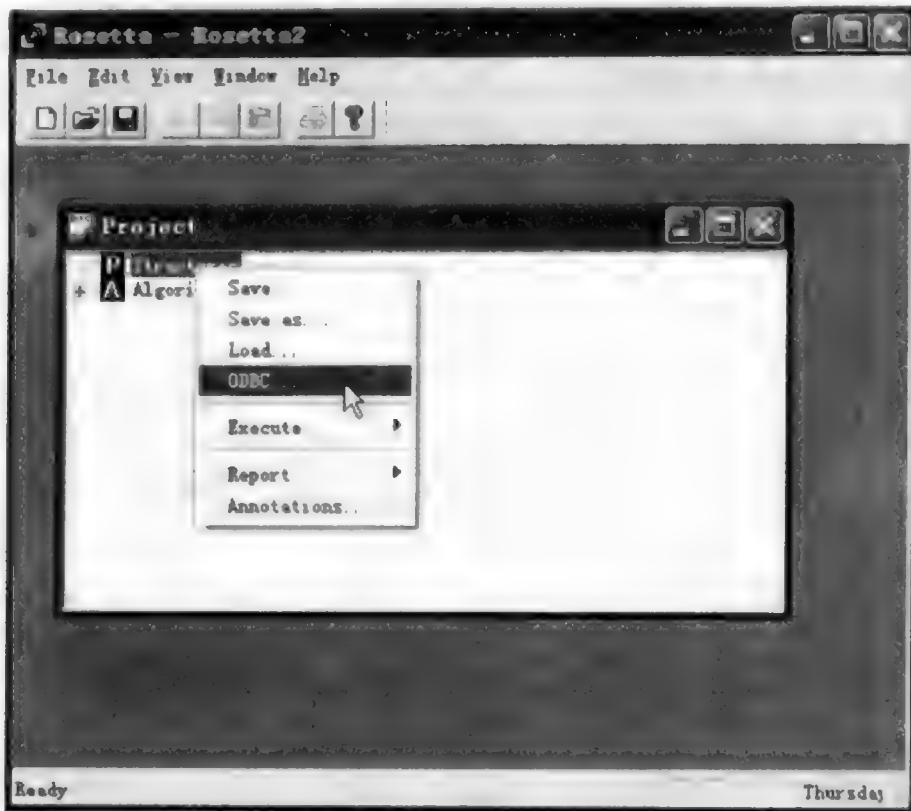 Rosetta - Rosetta2
File Edit View Window Help
Project
P
A Algori
Save
Save as...
Load...
ODBC...
Execute
Report
Annotations..
Ready
Thursday